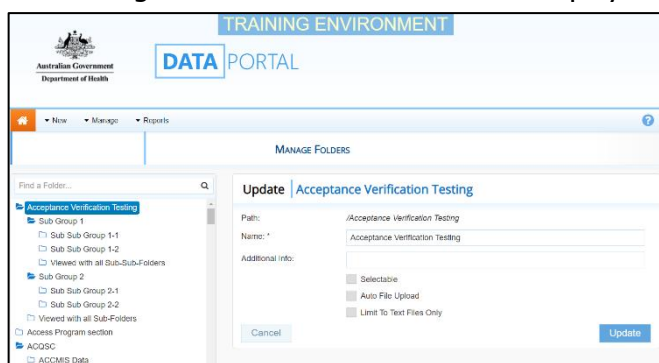 TRAINING ENVIRONMENT
Australian Government
Department of Health
DATA PORTAL
New Manage Reports
?
MANAGE FOLDERS
Find a Folder...
Acceptance Verification Testing
Sub Group 1
Sub Sub Group 1-1
Sub Sub Group 1-2
Viewed with all Sub-Sub-Folders
Sub Group 2
Sub Sub Group 2-1
Sub Sub Group 2-2
Viewed with all Sub-Folders
Access Program section
ACQSC
ACCMIS Data
Update | Acceptance Verification Testing
Path: /Acceptance Verification Testing
Name: * Acceptance Verification Testing
Additional Info:
Selectable
Auto File Upload
Limit To Text Files Only
Cancel Update